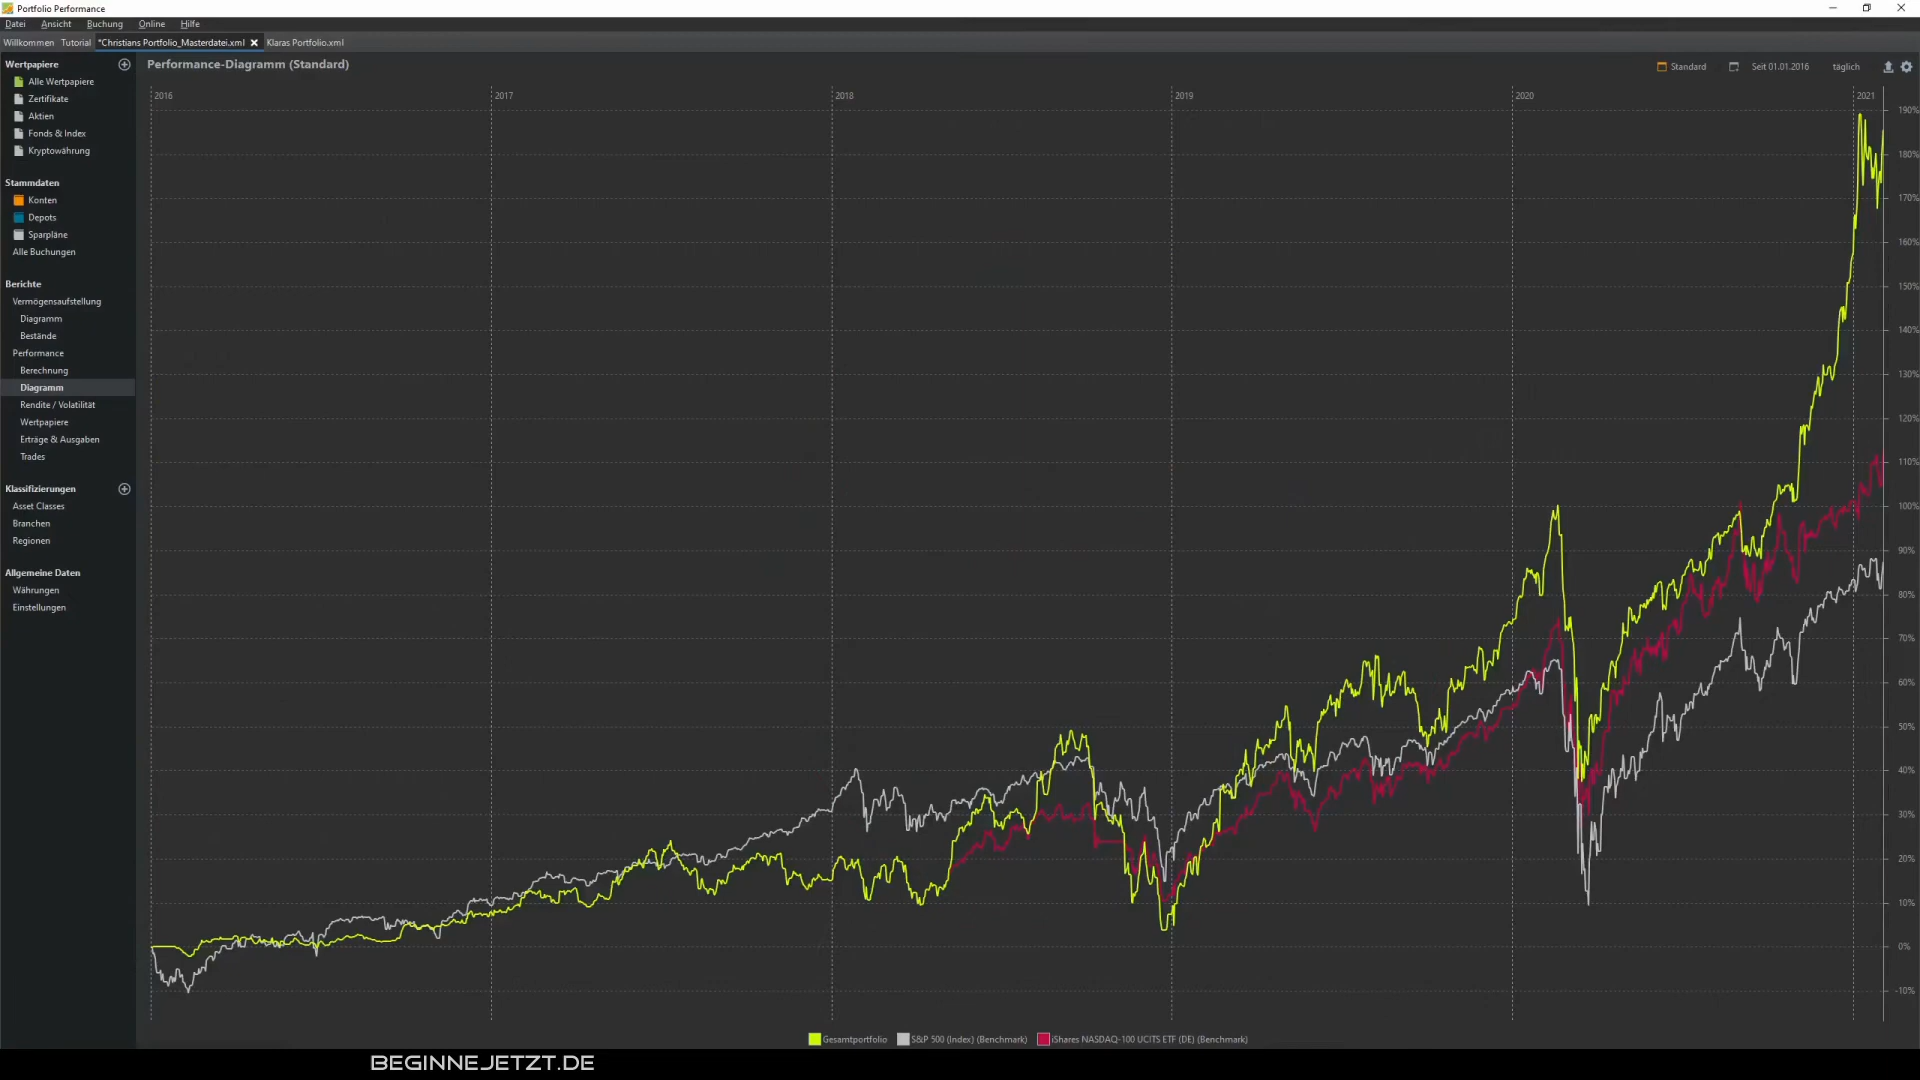 Portfolio Performance
Datei Ansicht Buchung Online Hilfe
Willkommen Tutorial *Christians Portfolio_Masterdatei.xml Klaras Portfolio.xml
Wertpapiere
Alle Wertpapiere
Zertifikate
Aktien
Fonds & Index
Kryptowährung
Stammdaten
Konten
Depots
Sparpläne
Alle Buchungen
Berichte
Vermögensaufstellung
Diagramm
Bestände
Performance
Berechnung
Diagramm
Rendite / Volatilität
Wertpapiere
Erträge & Ausgaben
Trades
Klassifizierungen
Asset Classes
Branchen
Regionen
Allgemeine Daten
Währungen
Einstellungen
Performance-Diagramm (Standard)
Standard Seit 01.01.2016 täglich
2016 2017 2018 2019 2020 2021
190%
180%
170%
160%
150%
140%
130%
120%
110%
100%
90%
80%
70%
60%
50%
40%
30%
20%
10%
0%
-10%
Gesamtportfolio S&P 500 (Index) (Benchmark) iShares NASDAQ-100 UCITS ETF (DE) (Benchmark)
BEGINNEJETZT.DE